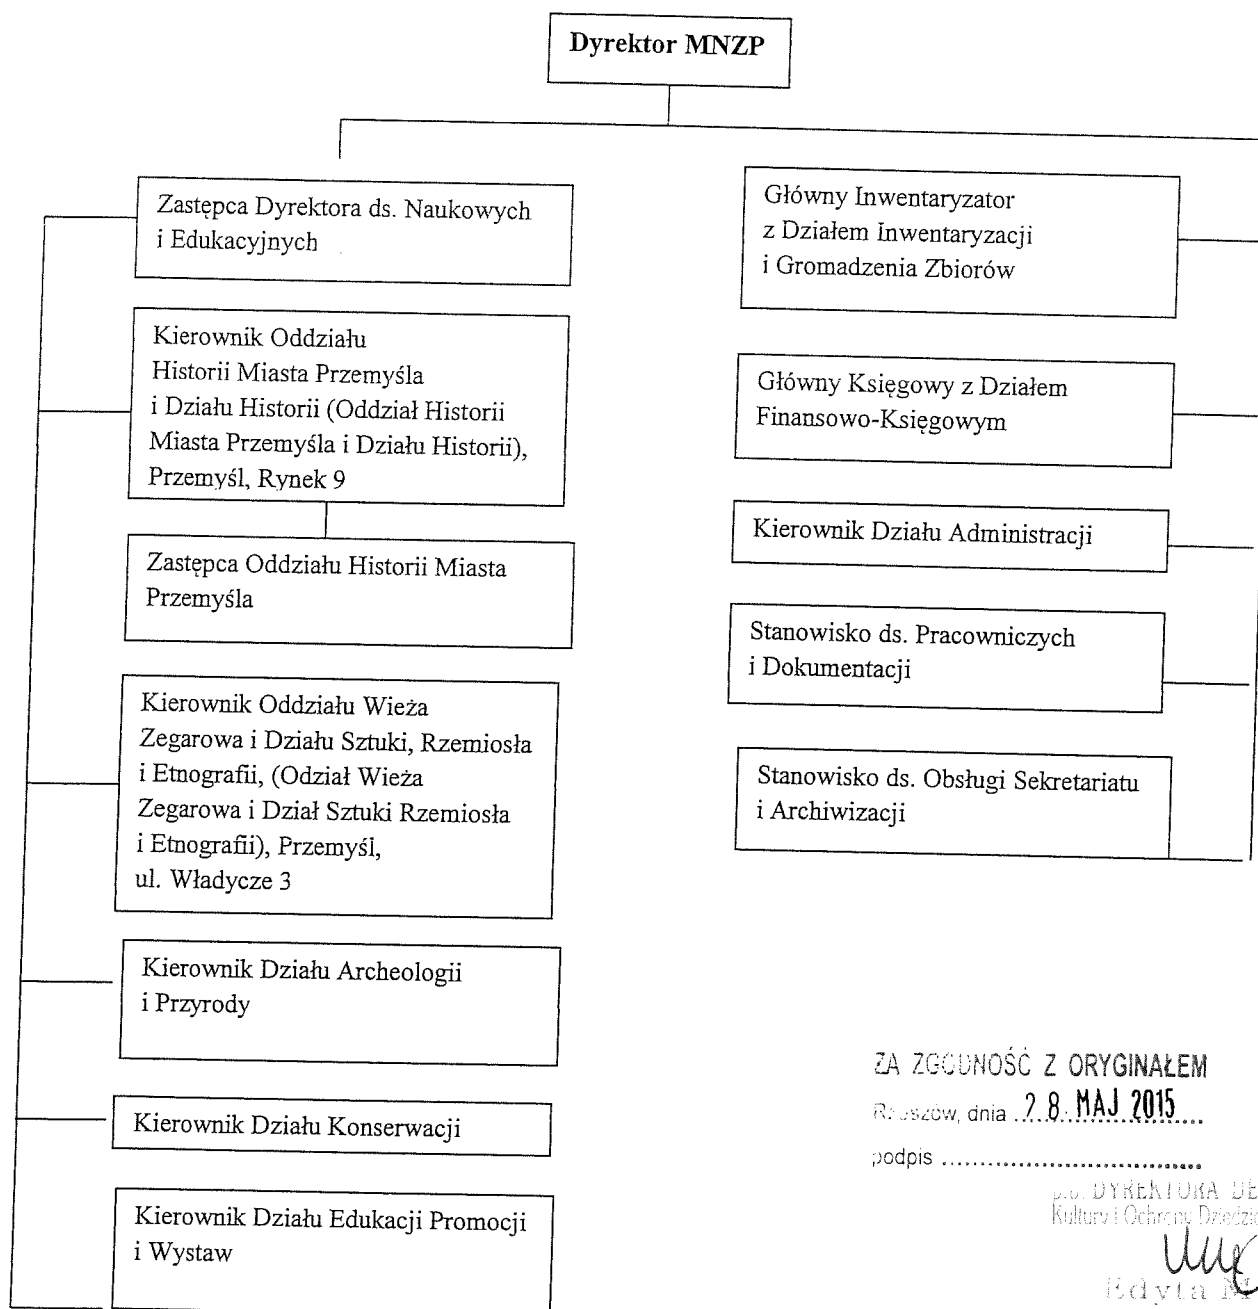 Dyrektor MNZP
Zastępca Dyrektora ds. Naukowych
i Edukacyjnych
Kierownik Oddziału
Historii Miasta Przemyśla
i Działu Historii (Oddział Historii
Miasta Przemyśla i Działu Historii),
Przemyśl, Rynek 9
Zastępca Oddziału Historii Miasta
Przemyśla
Kierownik Oddziału Wieża
Zegarowa i Działu Sztuki, Rzemiosła
i Etnografii, (Odział Wieża
Zegarowa i Dział Sztuki Rzemiosła
i Etnografii), Przemyśl,
ul. Władycze 3
Kierownik Działu Archeologii
i Przyrody
Kierownik Działu Konserwacji
Kierownik Działu Edukacji Promocji
i Wystaw
Główny Inwentaryzator
z Działem Inwentaryzacji
i Gromadzenia Zbiorów
Główny Księgowy z Działem
Finansowo-Księgowym
Kierownik Działu Administracji
Stanowisko ds. Pracowniczych
i Dokumentacji
Stanowisko ds. Obsługi Sekretariatu
i Archiwizacji
ZA ZGODNOŚĆ Z ORYGINAŁEM
Rzeszów, dnia 28. MAJ 2015
podpis
DYREKTORA
Kultury i Ochrony
Edyta